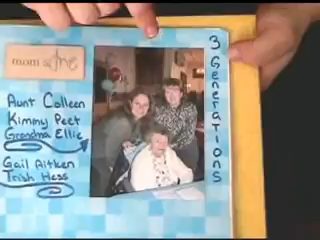 mom & me
Aunt Colleen
Kimmy Peet
Grandma Ellie
Gail Aitken
Trish Hess
3 Generations